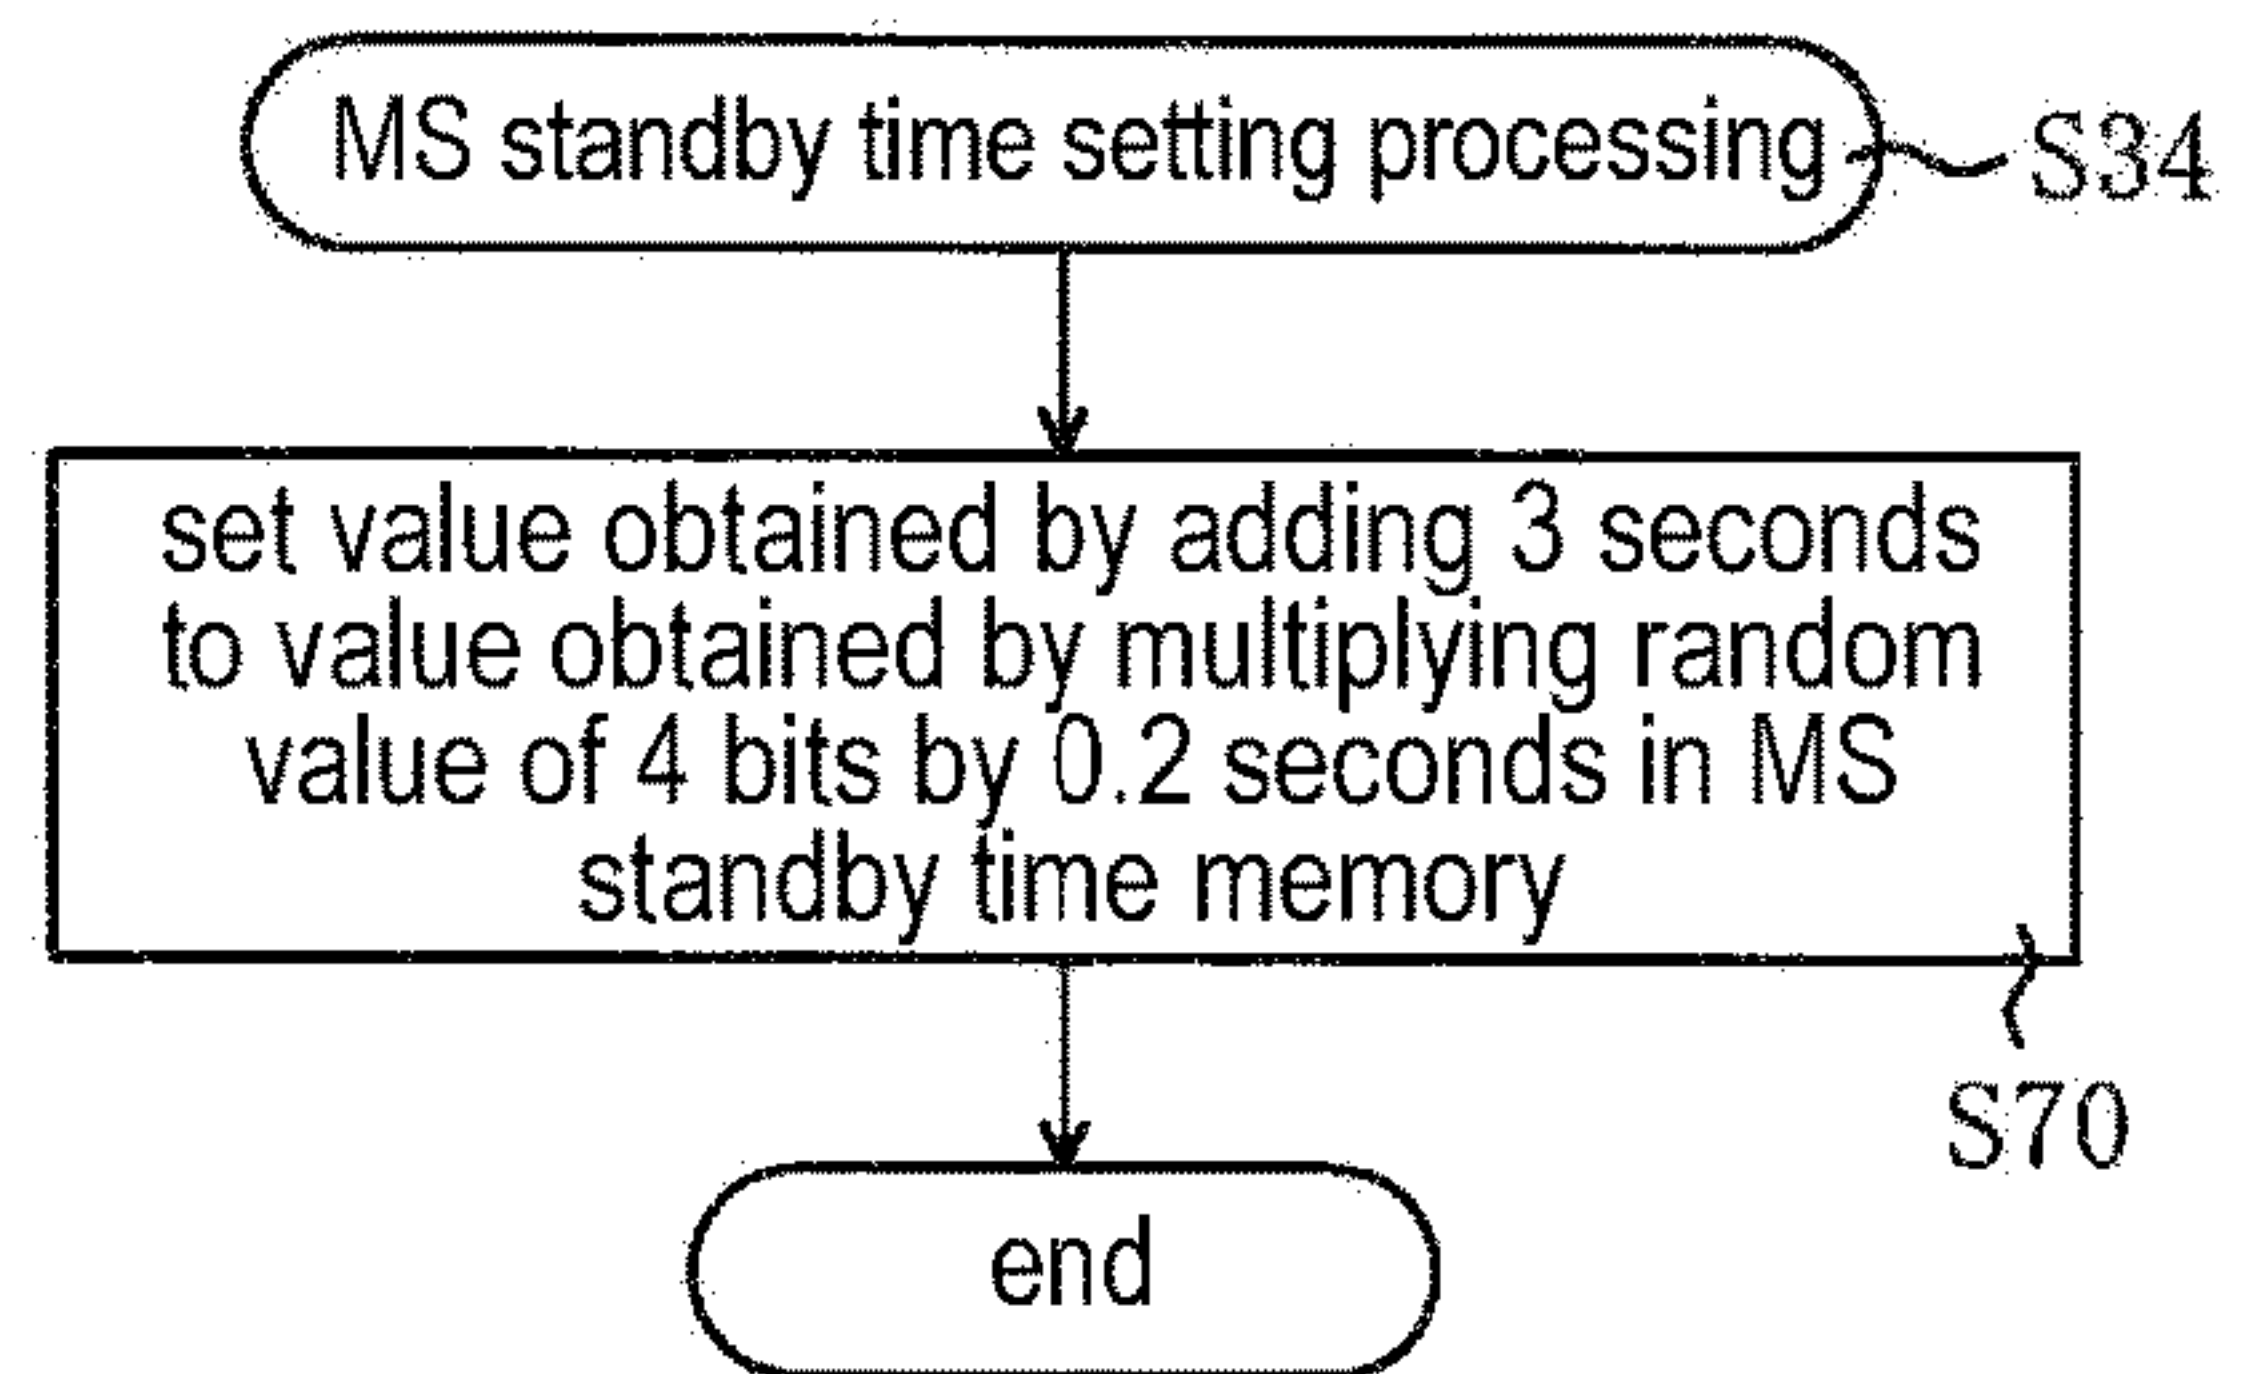 MS standby time setting processing
S34
set value obtained by adding 3 seconds
to value obtained by multiplying random
value of 4 bits by 0.2 seconds in MS
standby time memory
S70
end